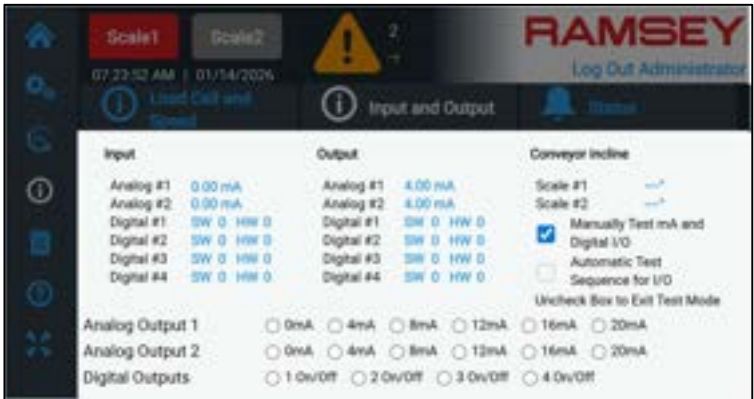 Scale1 Scale2 2 RAMSEY
→
07:23:52 AM | 01/14/2026 Log Out Administrator
Load Cell and Speed Input and Output Status
Input Output Conveyor Incline
Analog #1 0.00 mA Analog #1 4.00 mA Scale #1 ---°
Analog #2 0.00 mA Analog #2 4.00 mA Scale #2 ---°
Digital #1 SW 0 HW 0 Digital #1 SW 0 HW 0 Manually Test mA and
Digital #2 SW 0 HW 0 Digital #2 SW 0 HW 0 Digital I/O
Digital #3 SW 0 HW 0 Digital #3 SW 0 HW 0 Automatic Test
Digital #4 SW 0 HW 0 Digital #4 SW 0 HW 0 Sequence for I/O
Uncheck Box to Exit Test Mode
Analog Output 1 0mA 4mA 8mA 12mA 16mA 20mA
Analog Output 2 0mA 4mA 8mA 12mA 16mA 20mA
Digital Outputs 1 On/Off 2 On/Off 3 On/Off 4 On/Off